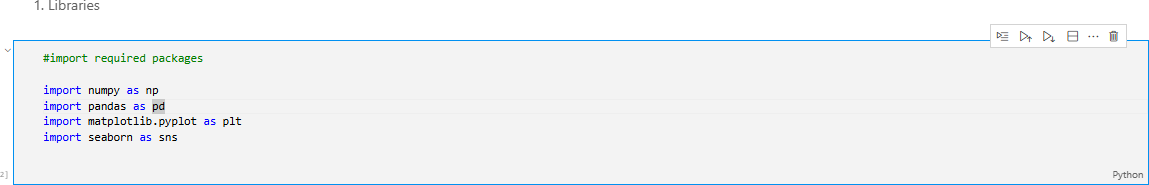 1. Libraries
#import required packages
import numpy as np
import pandas as pd
import matplotlib.pyplot as plt
import seaborn as sns
2]
Python